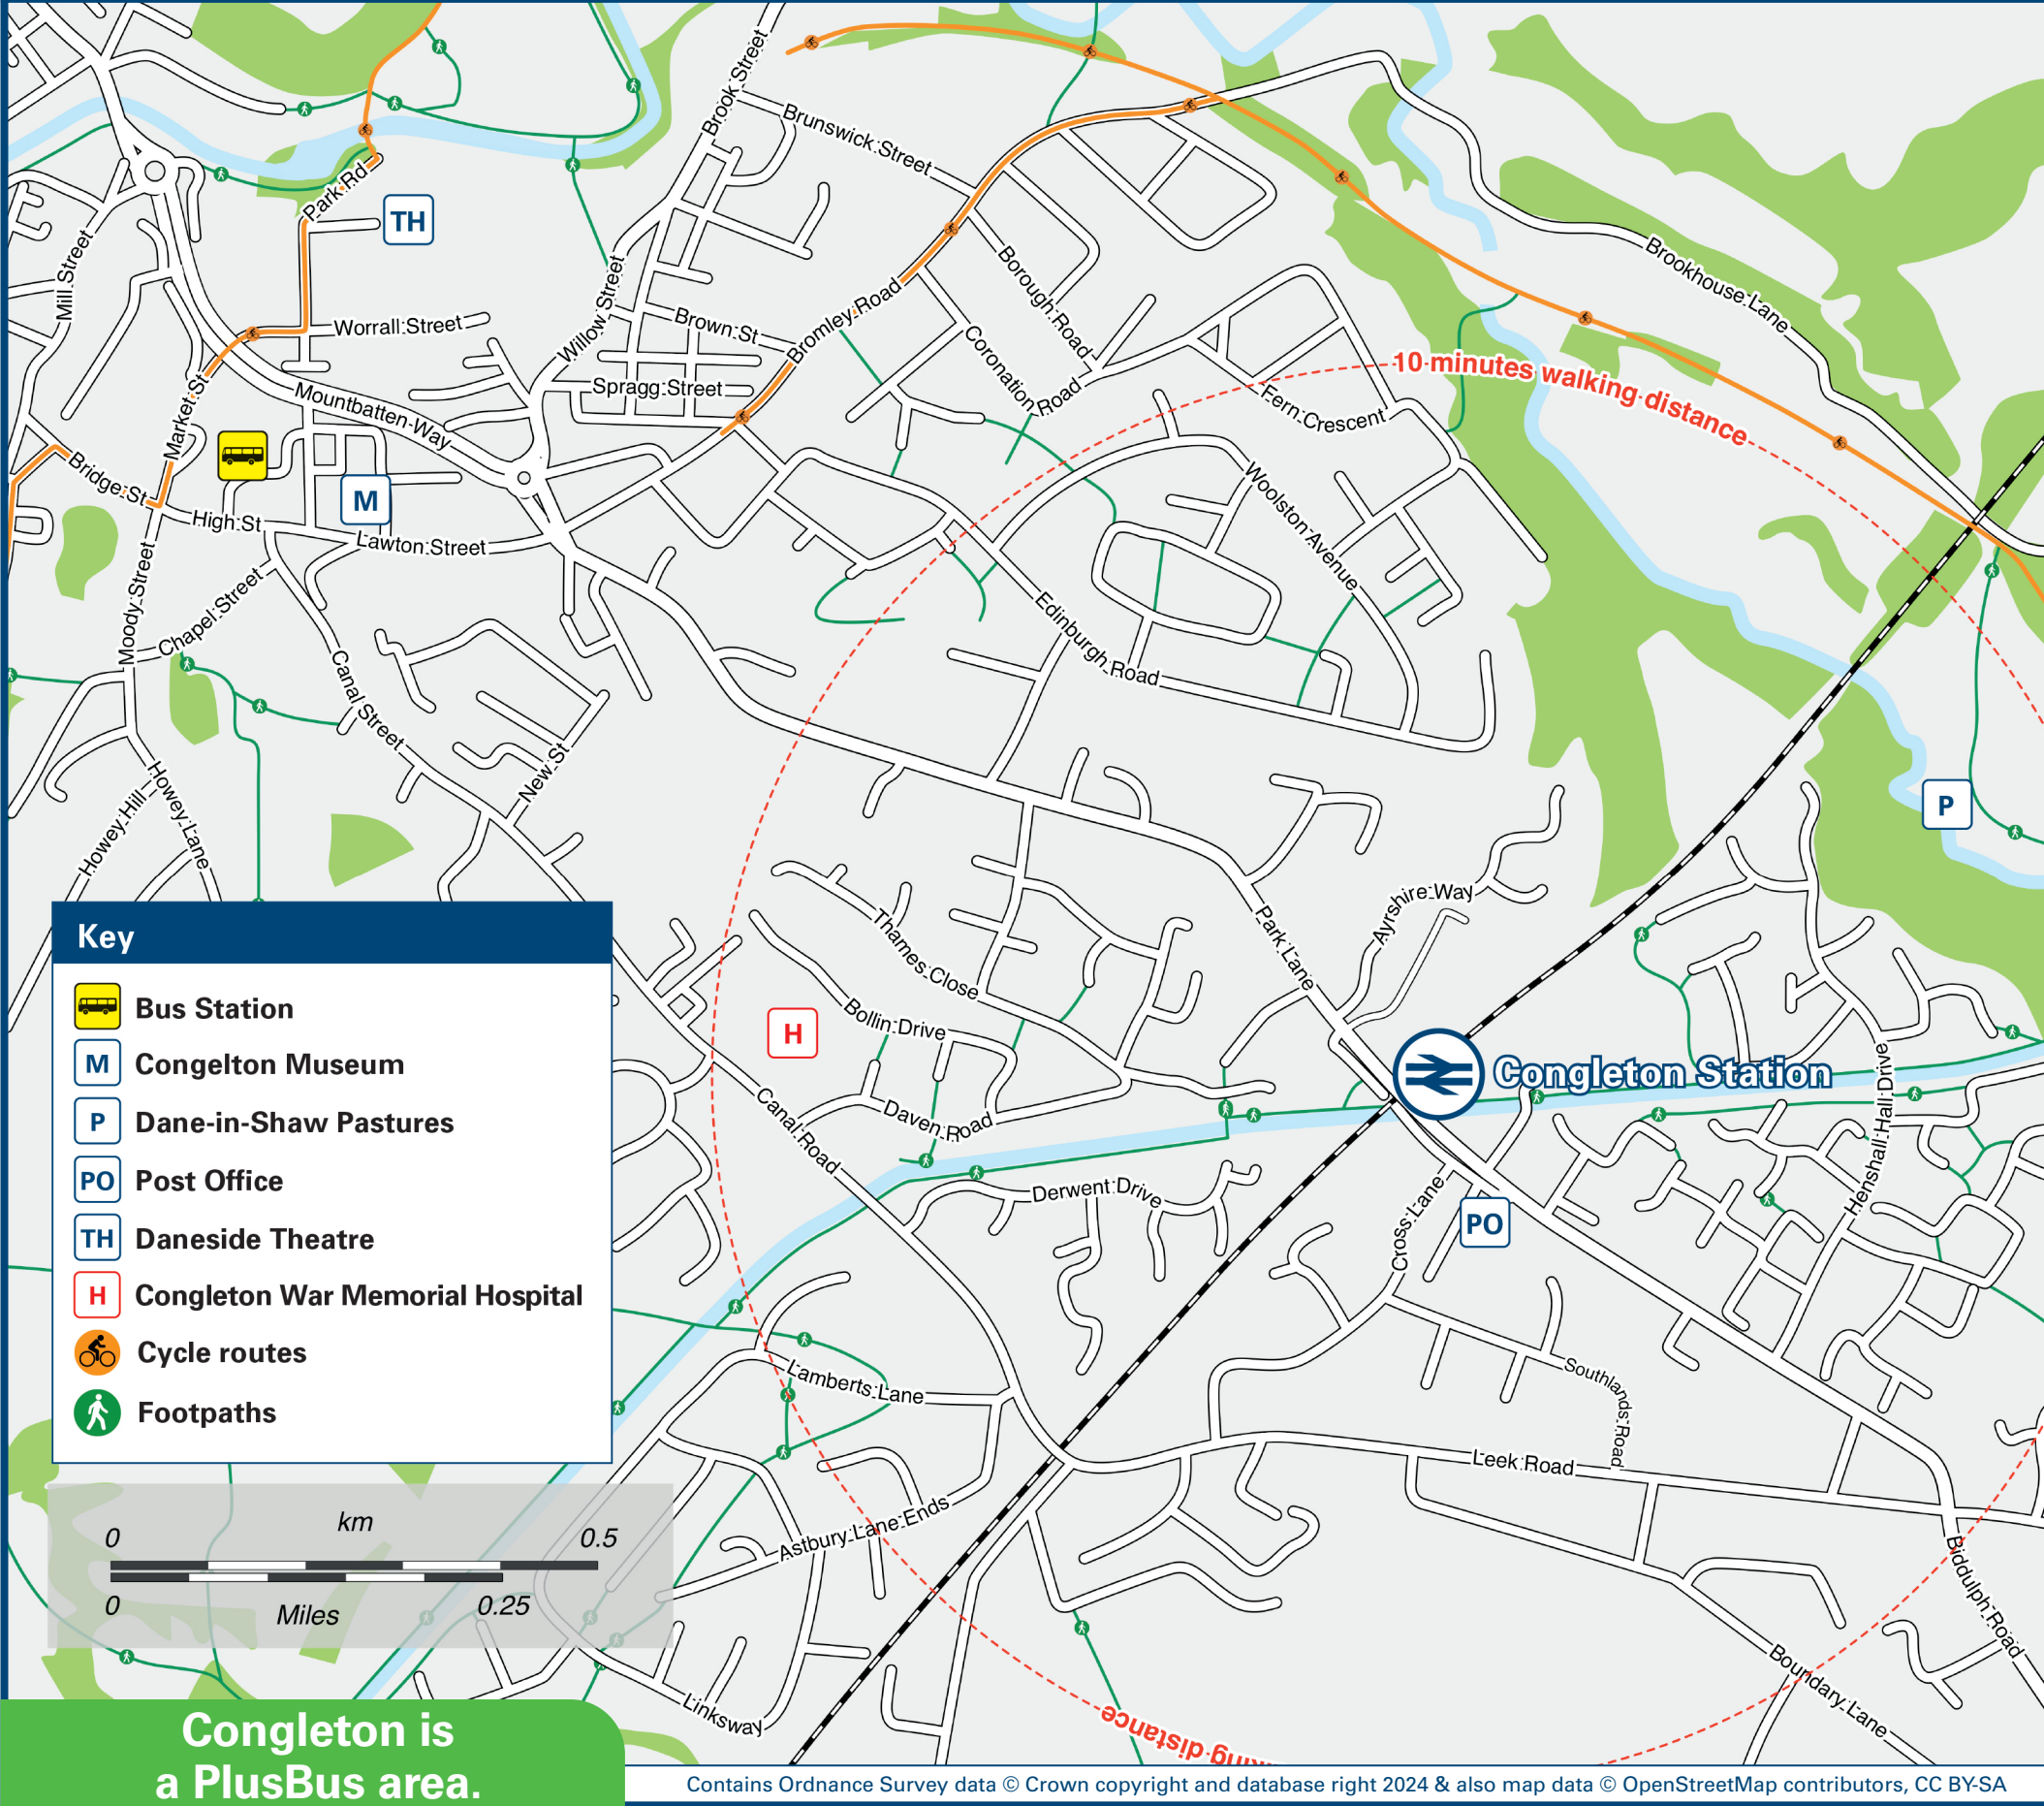 Brook Street
Brunswick Street
Park Rd
TH
Mill Street
Willow Street
Borough Road
Brookhouse Lane
Worrall Street
Brown St
Bromley Road
Coronation Road
10 minutes walking distance
Market St
Mountbatten Way
Spragg Street
Fern Crescent
Bridge St
M
High St
Lawton Street
Woolston Avenue
Moody Street
Chapel Street
Edinburgh Road
Canal Street
New St
Howey Lane
Howey Hill
P
Ayrshire Way
Park Lane
Thames Close
Bollin Drive
H
Congleton Station
Canal Road
Daven Road
Henshall Hall Drive
Derwent Drive
Cross Lane
PO
Lamberts Lane
Southlands Road
Leek Road
Astbury Lane Ends
Biddulph Road
Boundary Lane
Linksway
king distance
Key
Bus Station
M Congelton Museum
P Dane-in-Shaw Pastures
PO Post Office
TH Daneside Theatre
H Congleton War Memorial Hospital
Cycle routes
Footpaths
0 km 0.5
0 Miles 0.25
Congleton is
a PlusBus area.
Contains Ordnance Survey data © Crown copyright and database right 2024 & also map data © OpenStreetMap contributors, CC BY-SA